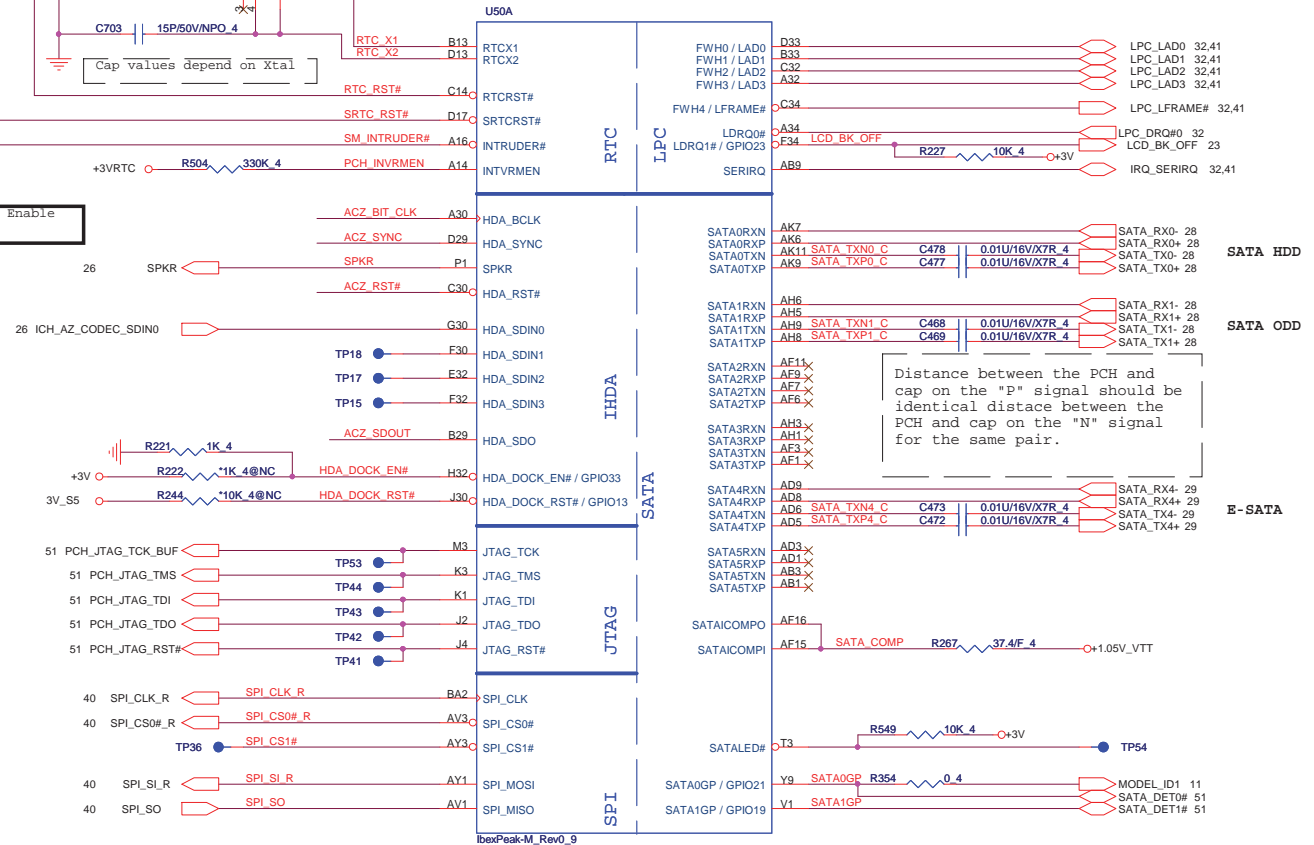 U50A
3
4
C703 15P/50V/NPO_4
Cap values depend on Xtal
RTC_X1 B13 RTCX1
RTC_X2 D13 RTCX2
RTC_RST# C14 RTCRST#
SRTC_RST# D17 SRTCRST#
SM_INTRUDER# A16 INTRUDER#
+3VRTC R504 330K_4 PCH_INVRMEN A14 INTVRMEN
RTC
LPC
FWH0 / LAD0 D33 LPC_LAD0 32,41
FWH1 / LAD1 B33 LPC_LAD1 32,41
FWH2 / LAD2 C32 LPC_LAD2 32,41
FWH3 / LAD3 A32 LPC_LAD3 32,41
FWH4 / LFRAME# C34 LPC_LFRAME# 32,41
LDRQ0# A34 LPC_DRQ#0 32
LDRQ1# / GPIO23 F34 LCD_BK_OFF LCD_BK_OFF 23
R227 10K_4 +3V
SERIRQ AB9 IRQ_SERIRQ 32,41
Enable
ACZ_BIT_CLK A30 HDA_BCLK
ACZ_SYNC D29 HDA_SYNC
26 SPKR SPKR P1 SPKR
ACZ_RST# C30 HDA_RST#
26 ICH_AZ_CODEC_SDIN0 G30 HDA_SDIN0
TP18 F30 HDA_SDIN1
TP17 E32 HDA_SDIN2
TP15 F32 HDA_SDIN3
ACZ_SDOUT B29 HDA_SDO
R221 1K_4
+3V R222 *1K_4@NC HDA_DOCK_EN# H32 HDA_DOCK_EN# / GPIO33
3V_S5 R244 *10K_4@NC HDA_DOCK_RST# J30 HDA_DOCK_RST# / GPIO13
IHDA
SATA
SATA0RXN AK7 SATA_RX0- 28
SATA0RXP AK6 SATA_RX0+ 28
SATA0TXN AK11 SATA_TXN0_C C478 0.01U/16V/X7R_4 SATA_TX0- 28
SATA0TXP AK9 SATA_TXP0_C C477 0.01U/16V/X7R_4 SATA_TX0+ 28
SATA HDD
SATA1RXN AH6 SATA_RX1- 28
SATA1RXP AH5 SATA_RX1+ 28
SATA1TXN AH9 SATA_TXN1_C C468 0.01U/16V/X7R_4 SATA_TX1- 28
SATA1TXP AH8 SATA_TXP1_C C469 0.01U/16V/X7R_4 SATA_TX1+ 28
SATA ODD
SATA2RXN AF11
SATA2RXP AF9
SATA2TXN AF7
SATA2TXP AF6
SATA3RXN AH3
SATA3RXP AH1
SATA3TXN AF3
SATA3TXP AF1
Distance between the PCH and
cap on the "P" signal should be
identical distace between the
PCH and cap on the "N" signal
for the same pair.
SATA4RXN AD9 SATA_RX4- 29
SATA4RXP AD8 SATA_RX4+ 29
SATA4TXN AD6 SATA_TXN4_C C473 0.01U/16V/X7R_4 SATA_TX4- 29
SATA4TXP AD5 SATA_TXP4_C C472 0.01U/16V/X7R_4 SATA_TX4+ 29
E-SATA
SATA5RXN AD3
SATA5RXP AD1
SATA5TXN AB3
SATA5TXP AB1
51 PCH_JTAG_TCK_BUF M3 JTAG_TCK
TP53
51 PCH_JTAG_TMS K3 JTAG_TMS
TP44
51 PCH_JTAG_TDI K1 JTAG_TDI
TP43
51 PCH_JTAG_TDO J2 JTAG_TDO
TP42
51 PCH_JTAG_RST# J4 JTAG_RST#
TP41
JTAG
SATAICOMPO AF16
SATAICOMPI AF15 SATA_COMP R267 37.4/F_4 +1.05V_VTT
40 SPI_CLK_R SPI_CLK_R BA2 SPI_CLK
40 SPI_CS0#_R SPI_CS0#_R AV3 SPI_CS0#
TP36 SPI_CS1# AY3 SPI_CS1#
40 SPI_SI_R SPI_SI_R AY1 SPI_MOSI
40 SPI_SO SPI_SO AV1 SPI_MISO
SPI
R549 10K_4 +3V
SATALED# T3 TP54
SATA0GP / GPIO21 Y9 SATA0GP R354 0_4 MODEL_ID1 11
SATA_DET0# 51
SATA1GP / GPIO19 V1 SATA1GP SATA_DET1# 51
IbexPeak-M_Rev0_9